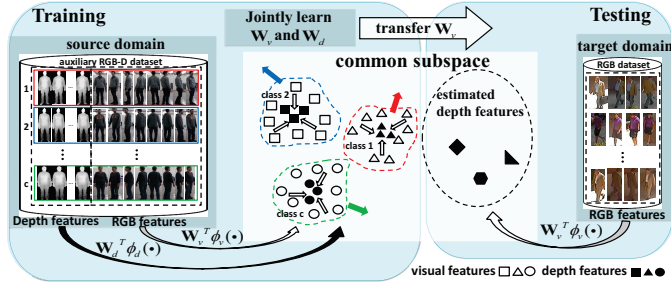 Training
Jointly learn
W_v and W_d
transfer W_v
Testing
source domain
auxiliary RGB-D dataset
1
2
c
Depth features
RGB features
W_d^T ϕ_d(•)
W_v^T ϕ_v(•)
common subspace
class 2
class 1
class c
estimated
depth features
target domain
RGB dataset
RGB features
W_v^T ϕ_v(•)
visual features □ △ ○ depth features ■ ▲ ●